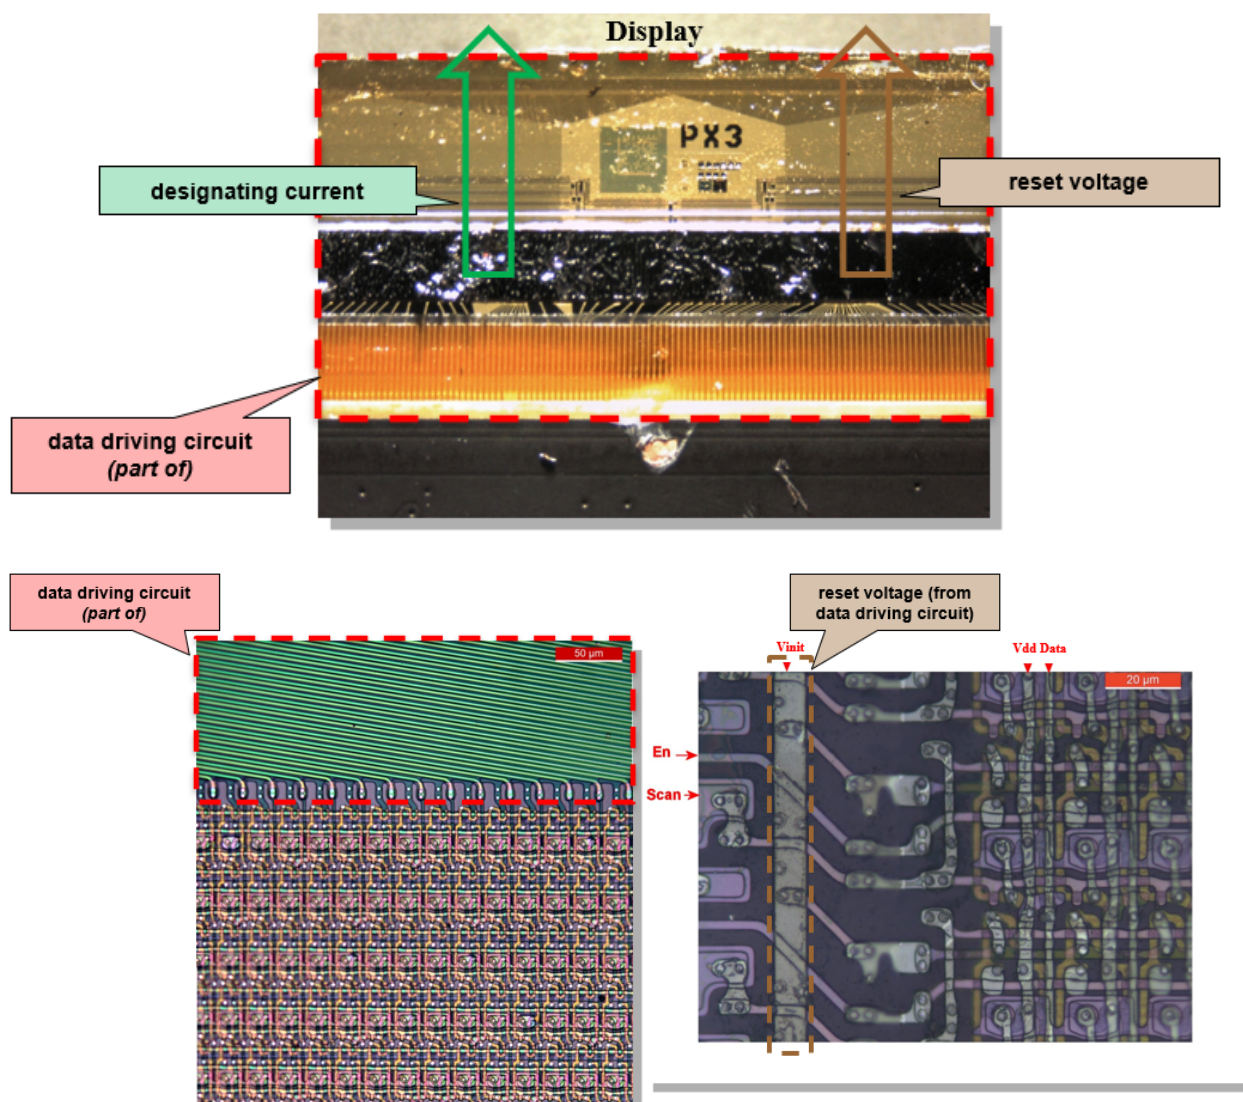 Display
PX3
designating current
reset voltage
data driving circuit
(part of)
data driving circuit
(part of)
reset voltage (from
data driving circuit)
50 µm
Vinit
Vdd Data
20 µm
En
Scan